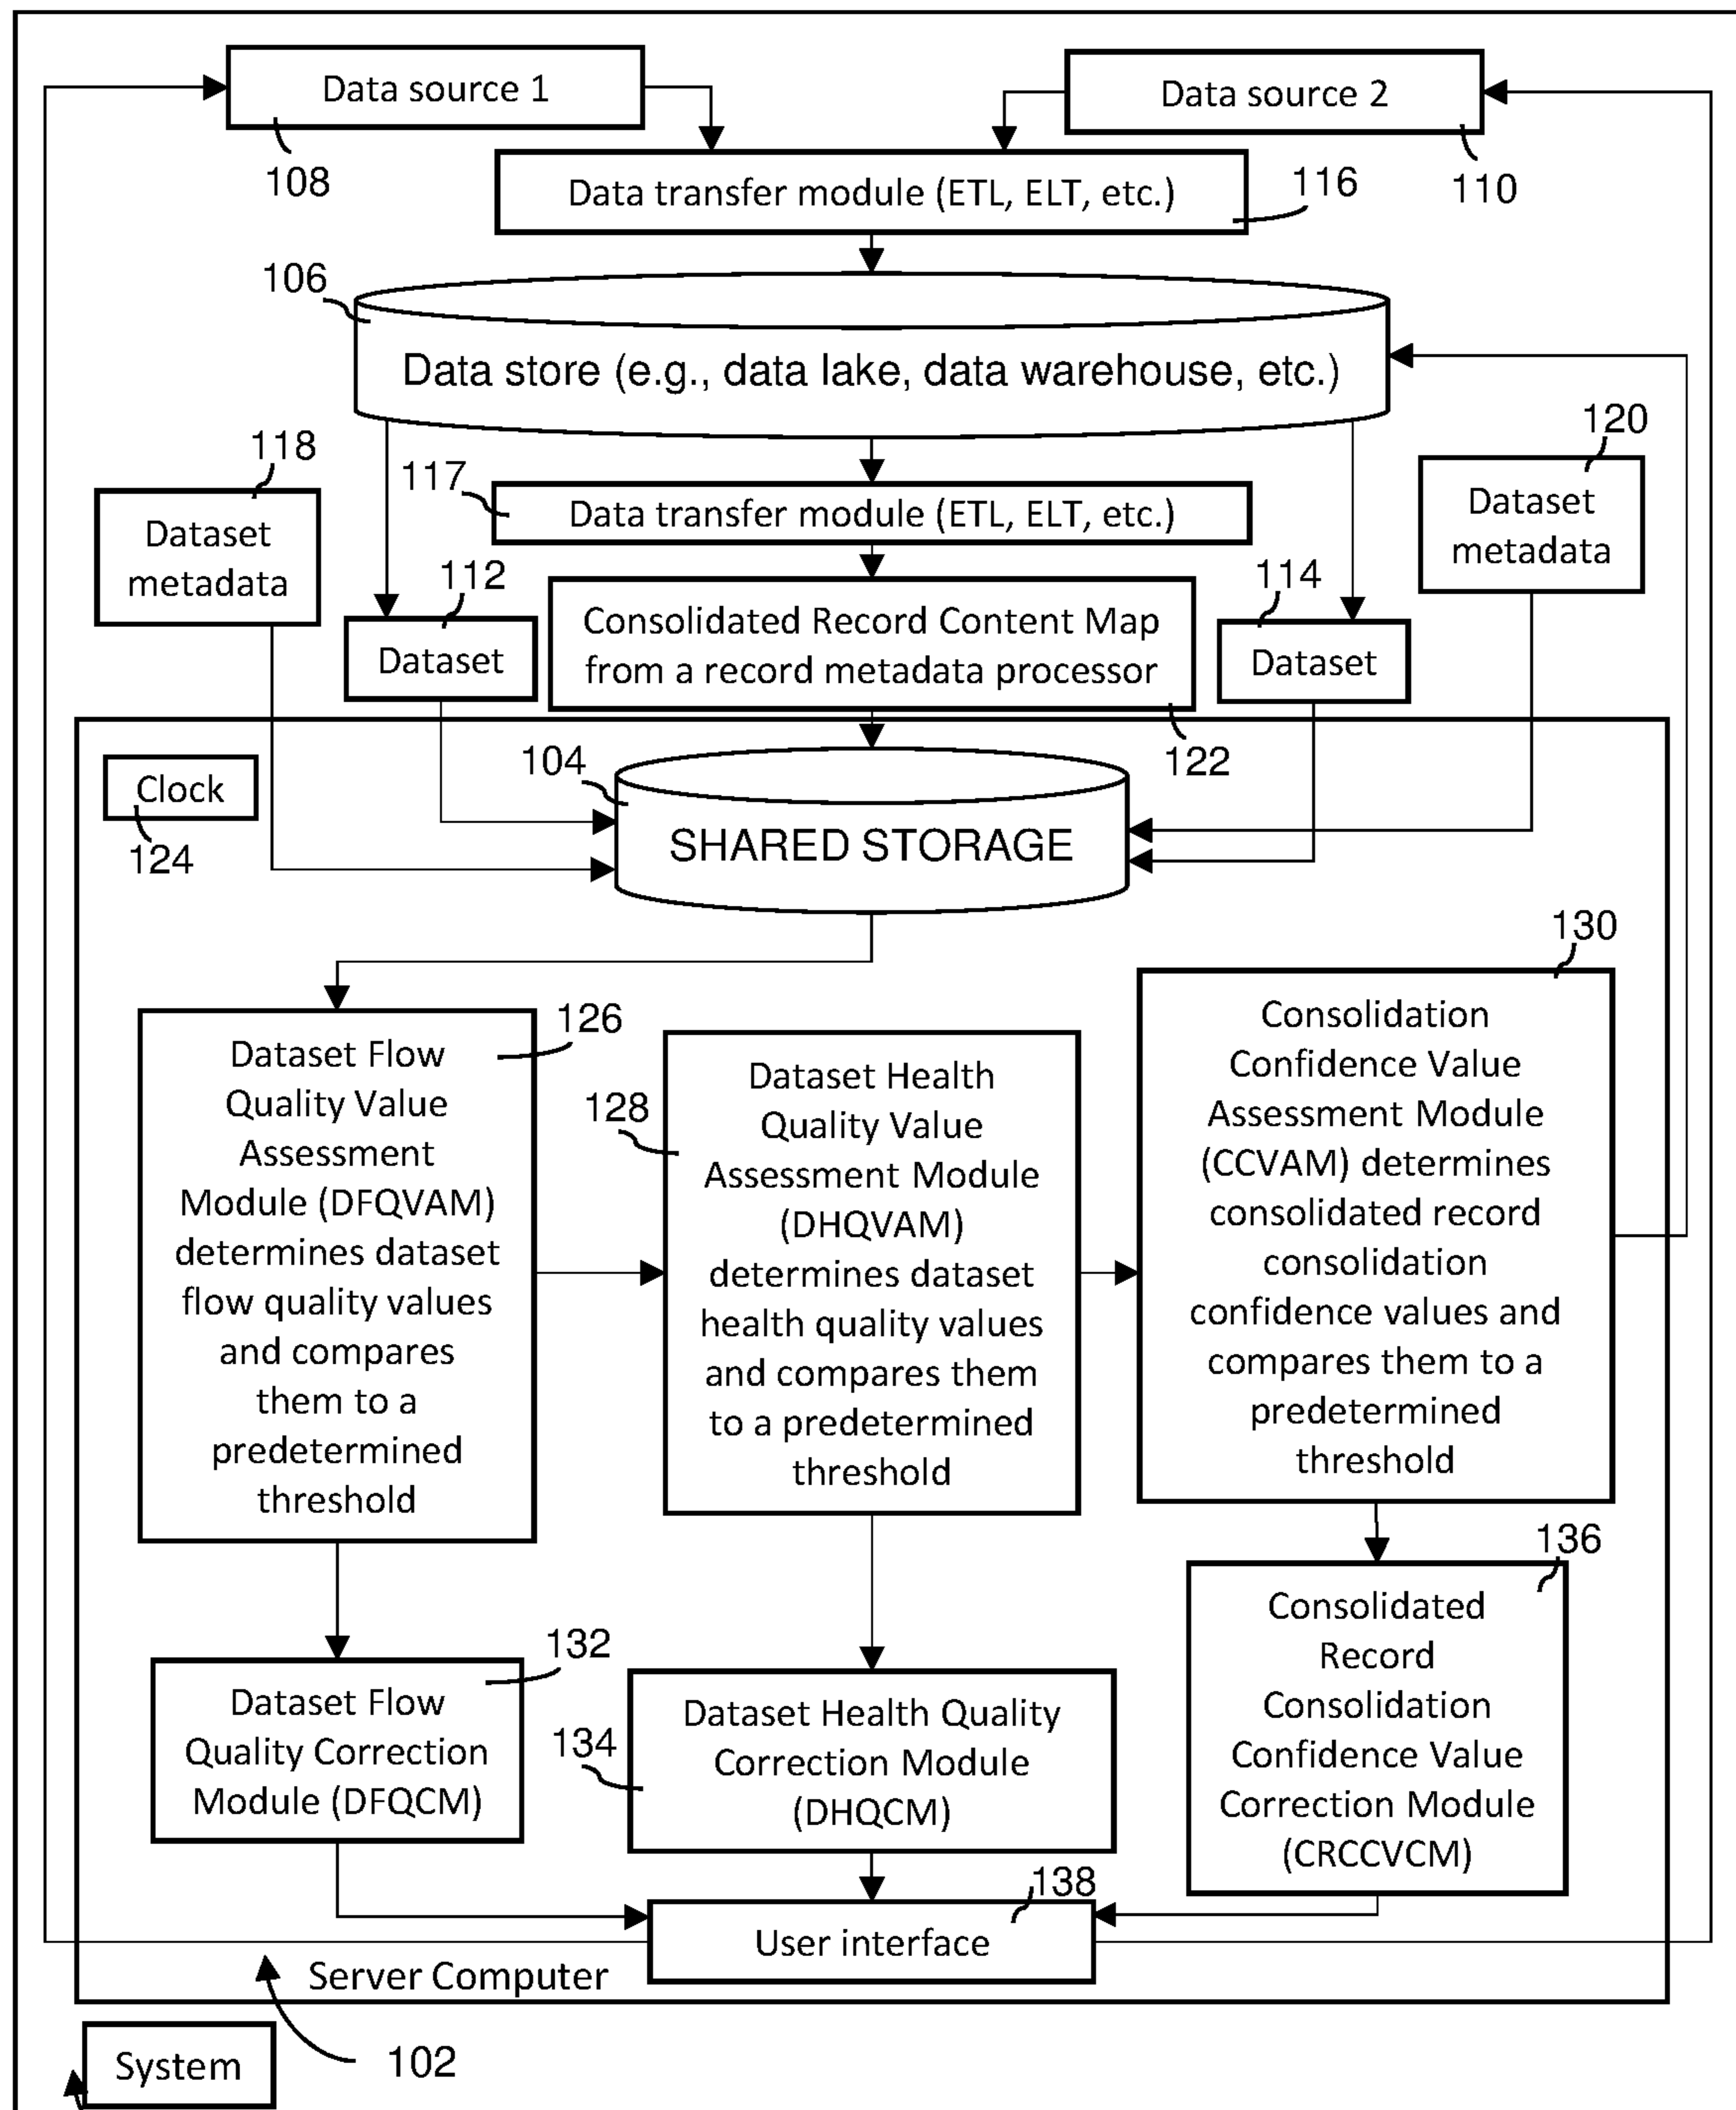 Data source 1
Data source 2
108
110
Data transfer module (ETL, ELT, etc.)
116
106
Data store (e.g., data lake, data warehouse, etc.)
118
120
Dataset
metadata
117
Data transfer module (ETL, ELT, etc.)
Dataset
metadata
112
114
Dataset
Consolidated Record Content Map
from a record metadata processor
Dataset
122
Clock
124
104
SHARED STORAGE
130
126
Dataset Flow
Quality Value
Assessment
Module (DFQVAM)
determines dataset
flow quality values
and compares
them to a
predetermined
threshold
128
Dataset Health
Quality Value
Assessment Module
(DHQVAM)
determines dataset
health quality values
and compares them
to a predetermined
threshold
Consolidation
Confidence Value
Assessment Module
(CCVAM) determines
consolidated record
consolidation
confidence values and
compares them to a
predetermined
threshold
136
132
Dataset Flow
Quality Correction
Module (DFQCM)
134
Dataset Health Quality
Correction Module
(DHQCM)
Consolidated
Record
Consolidation
Confidence Value
Correction Module
(CRCCVCM)
138
User interface
Server Computer
102
System